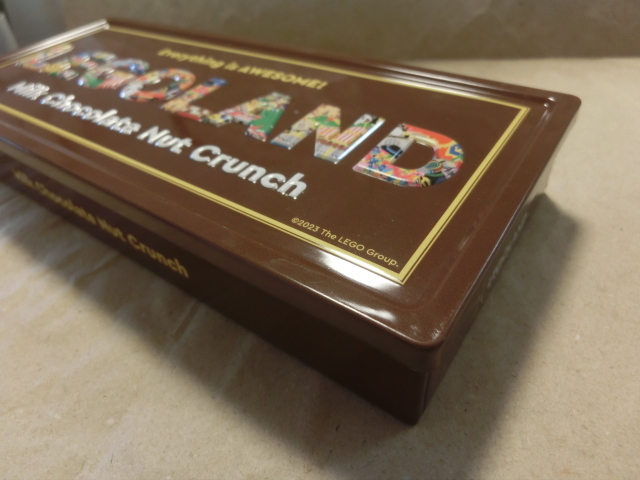 Everything is AWESOME!
LEGOLAND
Milk Chocolate Nut Crunch
©2023 The LEGO Group.
Milk Chocolate Nut Crunch